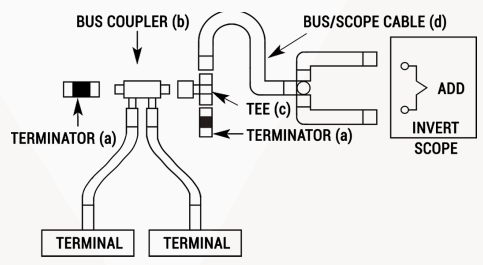 BUS COUPLER (b)
BUS/SCOPE CABLE (d)
ADD
TEE (c)
TERMINATOR (a)
TERMINATOR (a)
INVERT
SCOPE
TERMINAL
TERMINAL